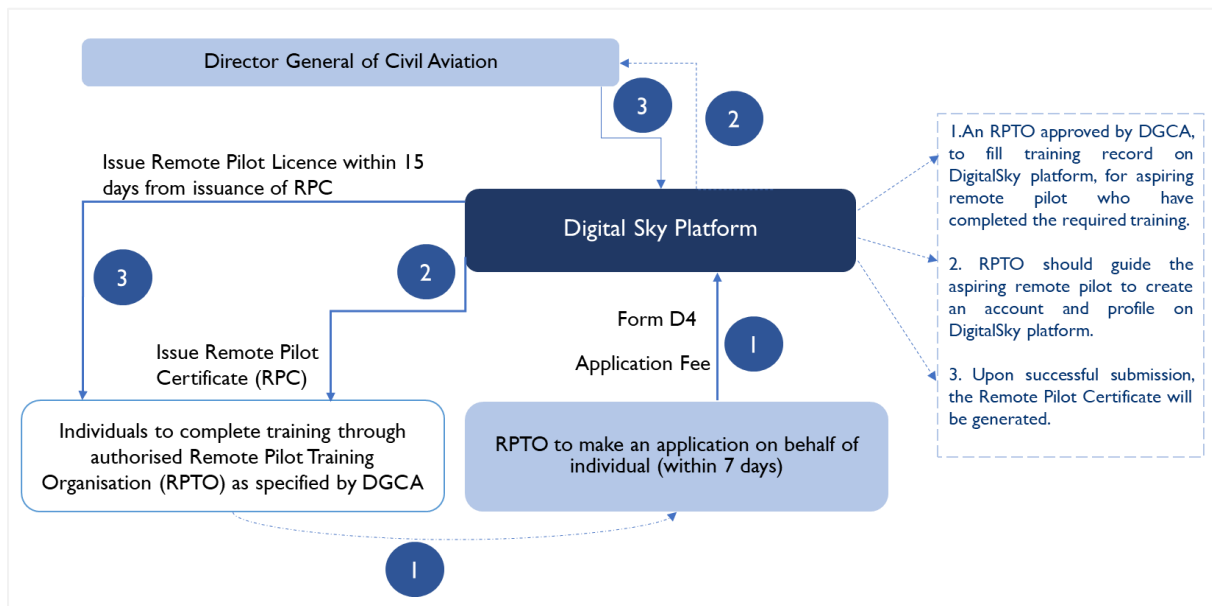 Director General of Civil Aviation
3
2
Issue Remote Pilot Licence within 15
days from issuance of RPC
Digital Sky Platform
3
2
Form D4
Application Fee
1
Issue Remote Pilot
Certificate (RPC)
Individuals to complete training through
authorised Remote Pilot Training
Organisation (RPTO) as specified by DGCA
RPTO to make an application on behalf of
individual (within 7 days)
1
1.An RPTO approved by DGCA,
to fill training record on
DigitalSky platform, for aspiring
remote pilot who have
completed the required training.
2. RPTO should guide the
aspiring remote pilot to create
an account and profile on
DigitalSky platform.
3. Upon successful submission,
the Remote Pilot Certificate will
be generated.